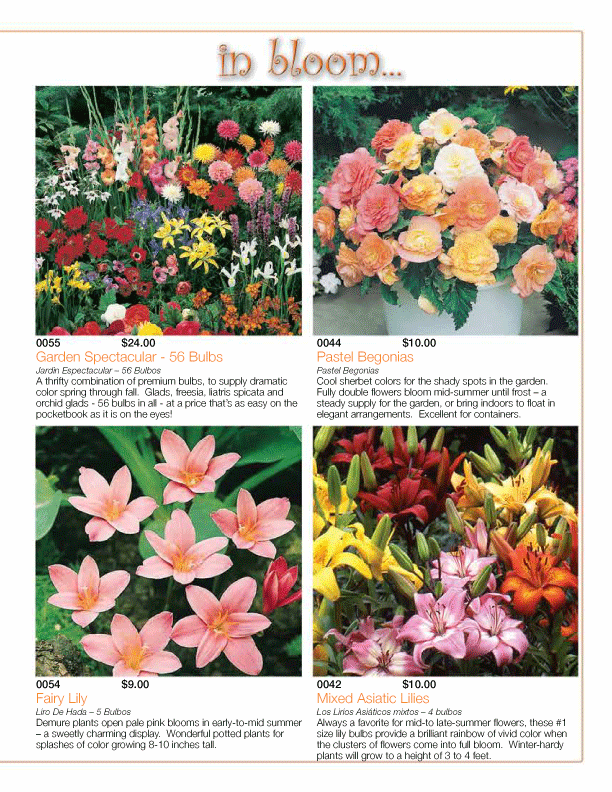 in bloom...
0055 $24.00
Garden Spectacular - 56 Bulbs
Jardin Espectacular – 56 Bulbos
A thrifty combination of premium bulbs, to supply dramatic
color spring through fall. Glads, freesia, liatris spicata and
orchid glads - 56 bulbs in all - at a price that's as easy on the
pocketbook as it is on the eyes!
0044 $10.00
Pastel Begonias
Pastel Begonias
Cool sherbet colors for the shady spots in the garden.
Fully double flowers bloom mid-summer until frost – a
steady supply for the garden, or bring indoors to float in
elegant arrangements. Excellent for containers.
0054 $9.00
Fairy Lily
Liro De Hada – 5 Bulbos
Demure plants open pale pink blooms in early-to-mid summer
– a sweetly charming display. Wonderful potted plants for
splashes of color growing 8-10 inches tall.
0042 $10.00
Mixed Asiatic Lilies
Los Lirios Asiáticos mixtos – 4 bulbos
Always a favorite for mid-to late-summer flowers, these #1
size lily bulbs provide a brilliant rainbow of vivid color when
the clusters of flowers come into full bloom. Winter-hardy
plants will grow to a height of 3 to 4 feet.